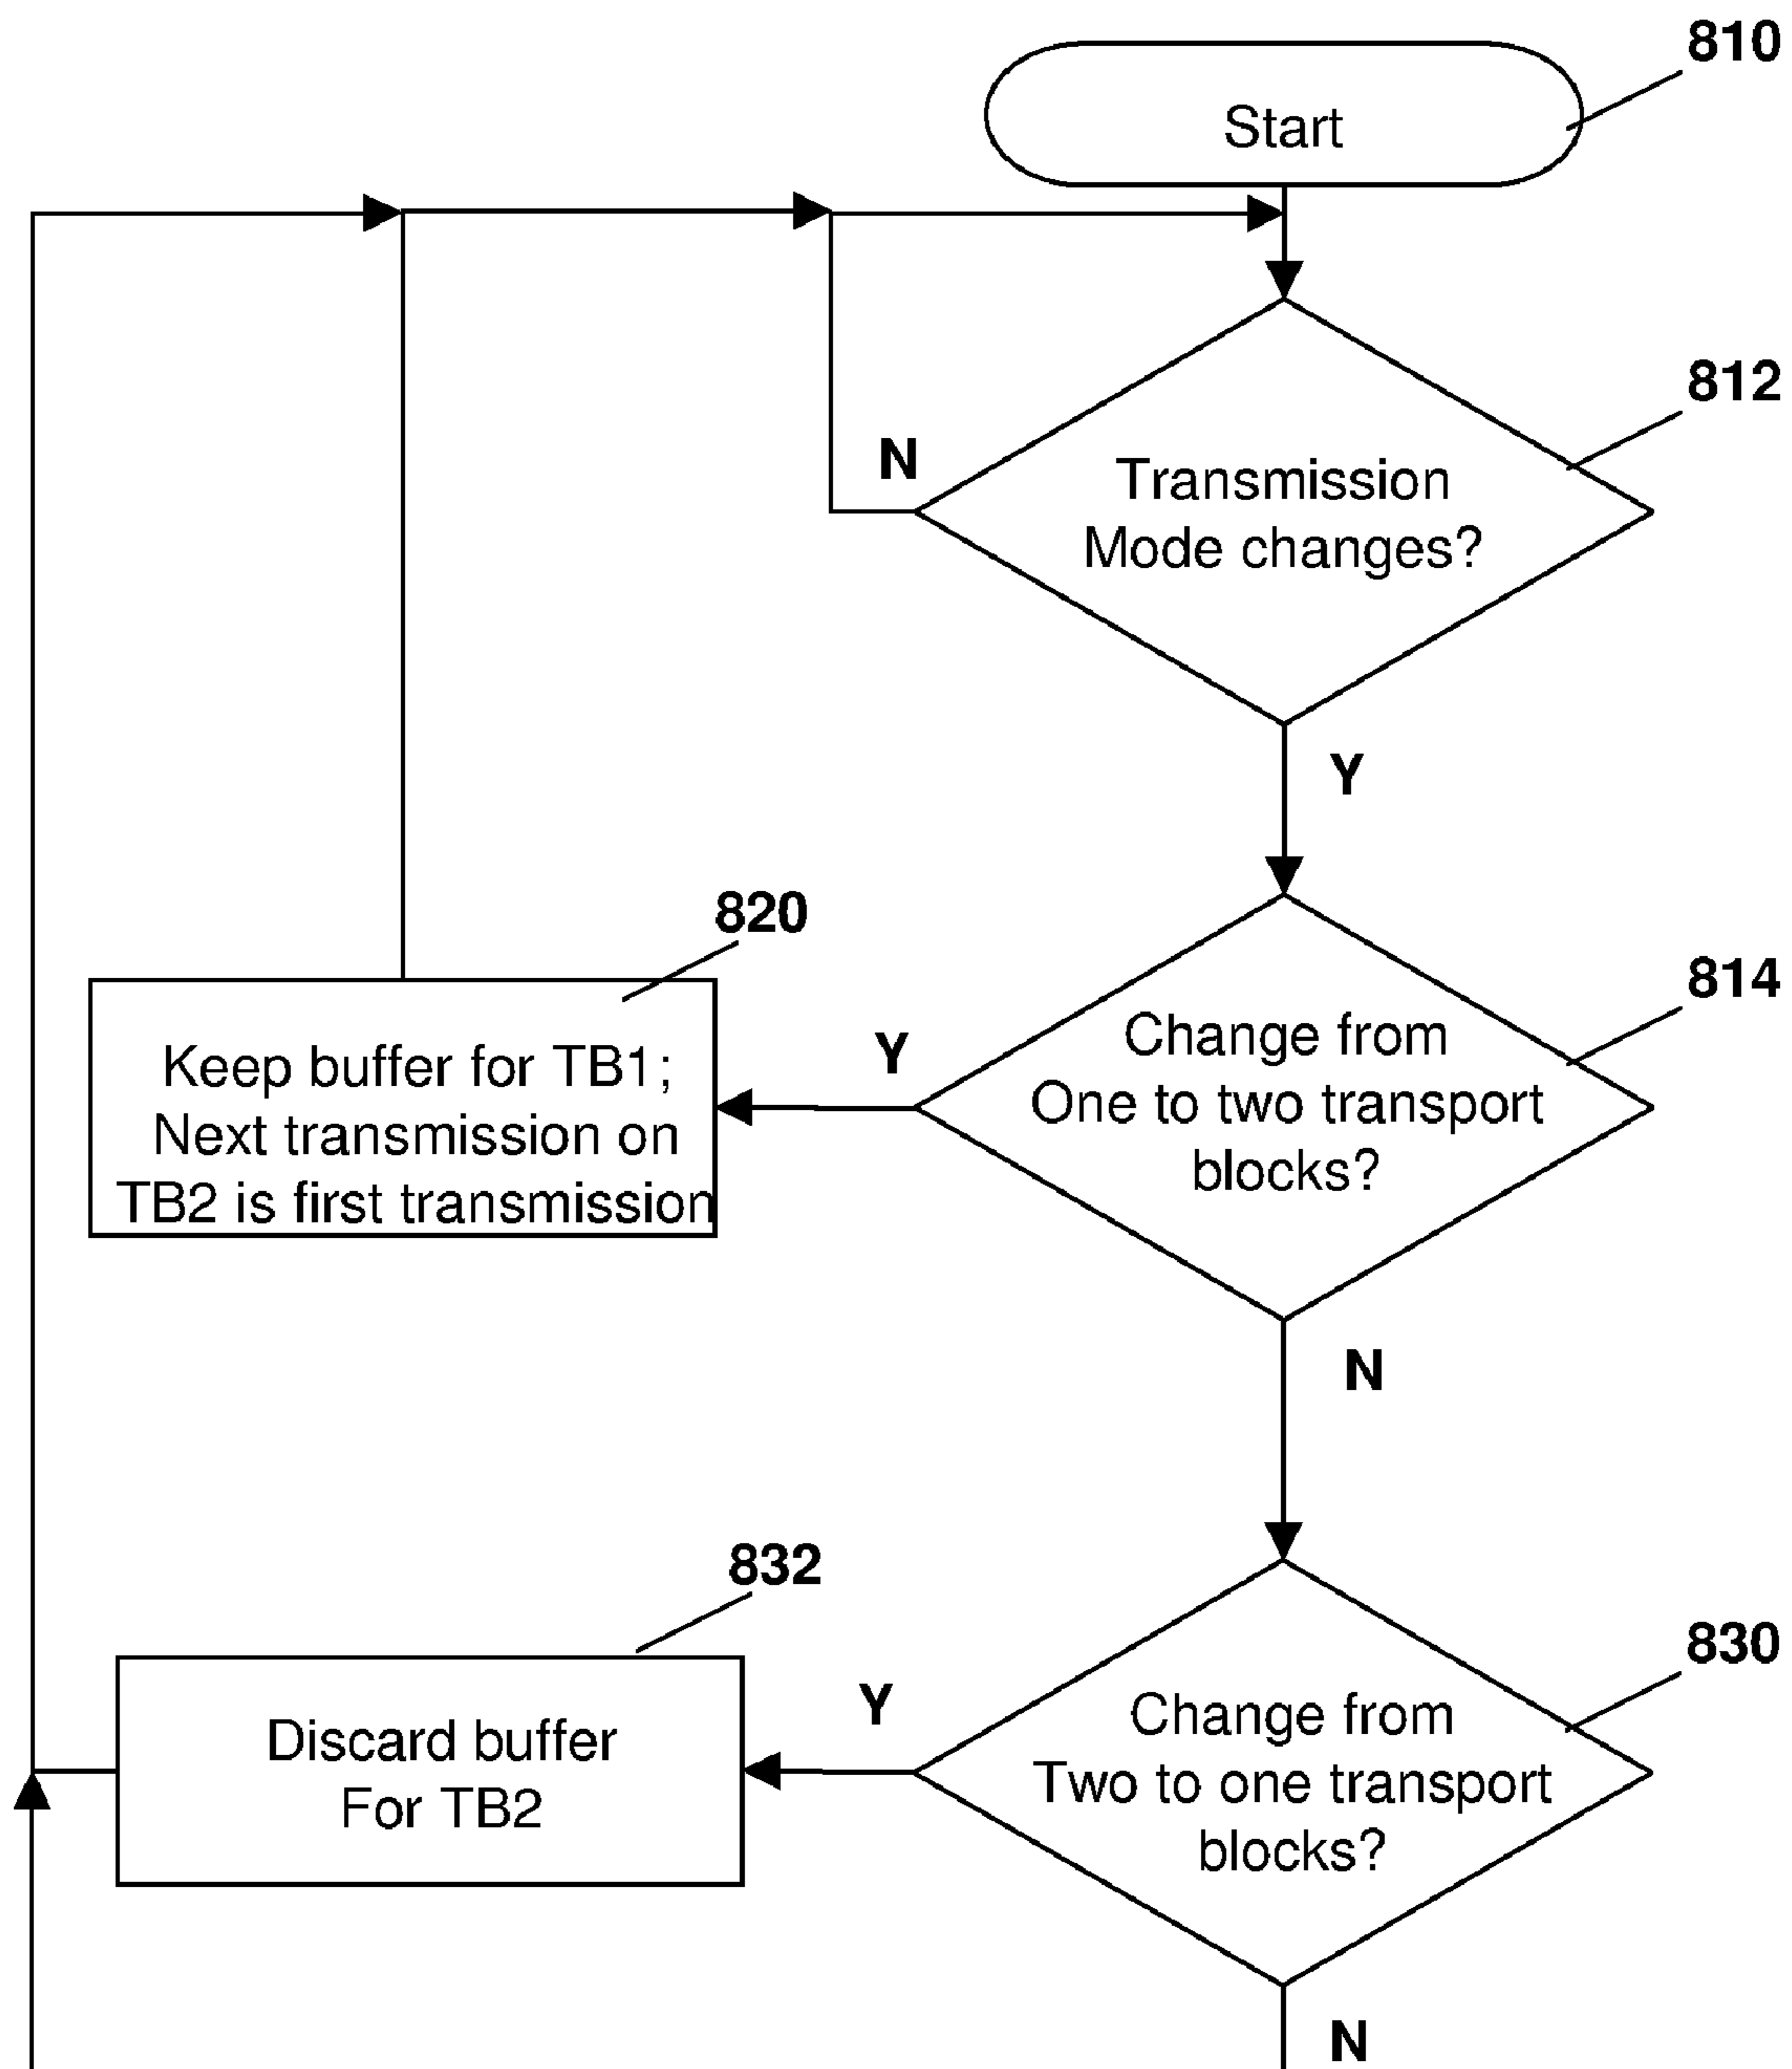 810
Start
812
N
Transmission
Mode changes?
Y
820
814
Keep buffer for TB1;
Next transmission on
TB2 is first transmission
Y
Change from
One to two transport
blocks?
N
832
830
Discard buffer
For TB2
Y
Change from
Two to one transport
blocks?
N